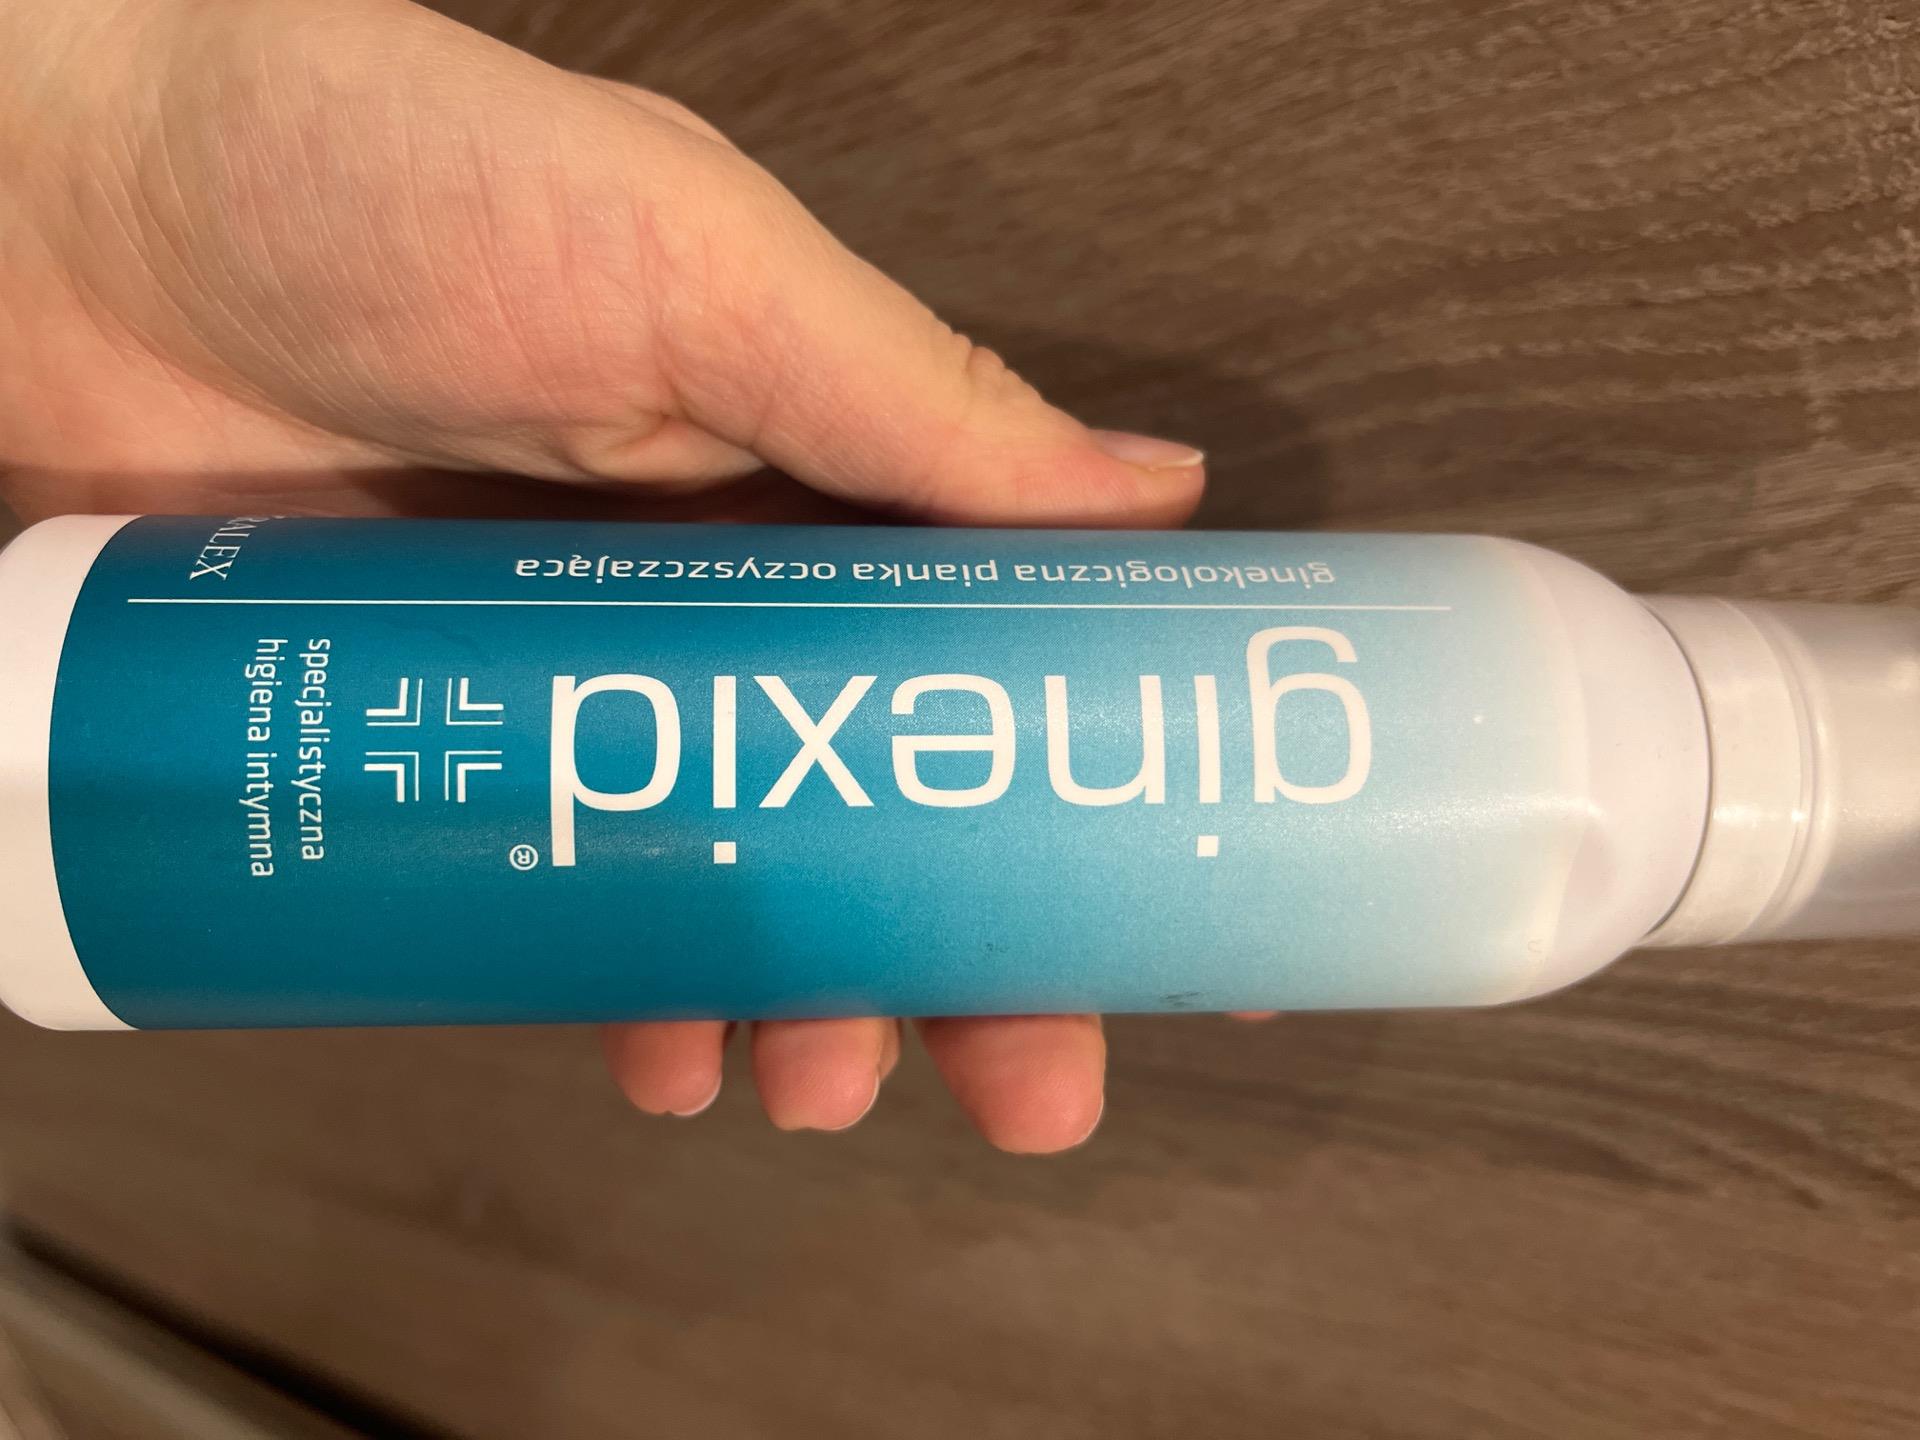 ginexid®
ginekologiczna pianka oczyszczająca
specjalistyczna
higiena intymna